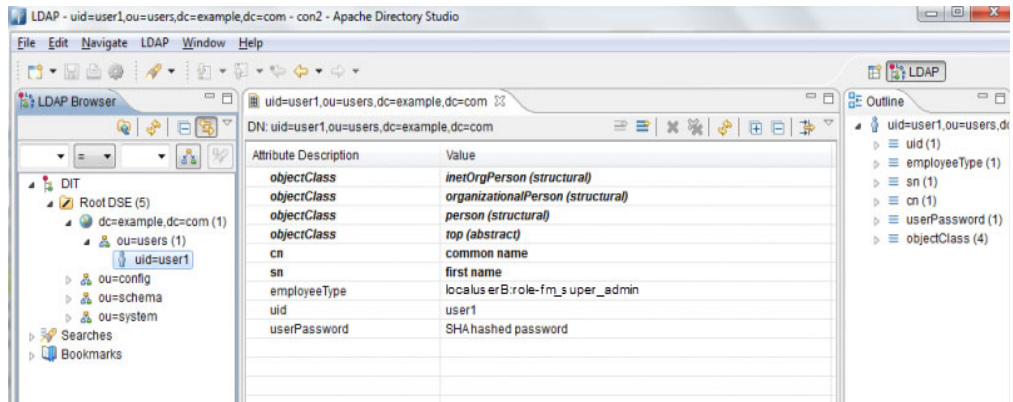 LDAP - uid=user1,ou=users,dc=example,dc=com - con2 - Apache Directory Studio
File Edit Navigate LDAP Window Help
LDAP
LDAP Browser
=
DIT
Root DSE (5)
dc=example,dc=com (1)
ou=users (1)
uid=user1
ou=config
ou=schema
ou=system
Searches
Bookmarks
uid=user1,ou=users,dc=example,dc=com
DN: uid=user1,ou=users,dc=example,dc=com
Attribute Description Value
objectClass inetOrgPerson (structural)
objectClass organizationalPerson (structural)
objectClass person (structural)
objectClass top (abstract)
cn common name
sn first name
employeeType localuserB:role-fm_super_admin
uid user1
userPassword SHA hashed password
Outline
uid=user1,ou=users,d
uid (1)
employeeType (1)
sn (1)
cn (1)
userPassword (1)
objectClass (4)